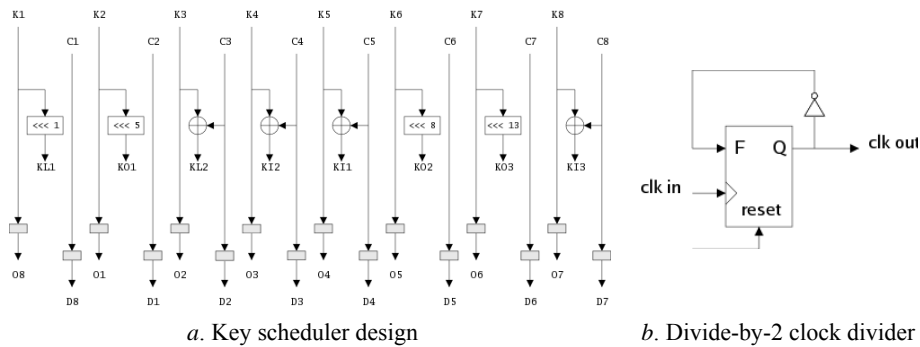 K1 K2 K3 K4 K5 K6 K7 K8
C1 C2 C3 C4 C5 C6 C7 C8
<<< 1 <<< 5 <<< 8 <<< 13
KL1 KO1 KL2 KI2 KI1 KO2 KO3 KI3
O8 O1 O2 O3 O4 O5 O6 O7
D8 D1 D2 D3 D4 D5 D6 D7
a. Key scheduler design
F Q clk out
clk in
reset
b. Divide-by-2 clock divider